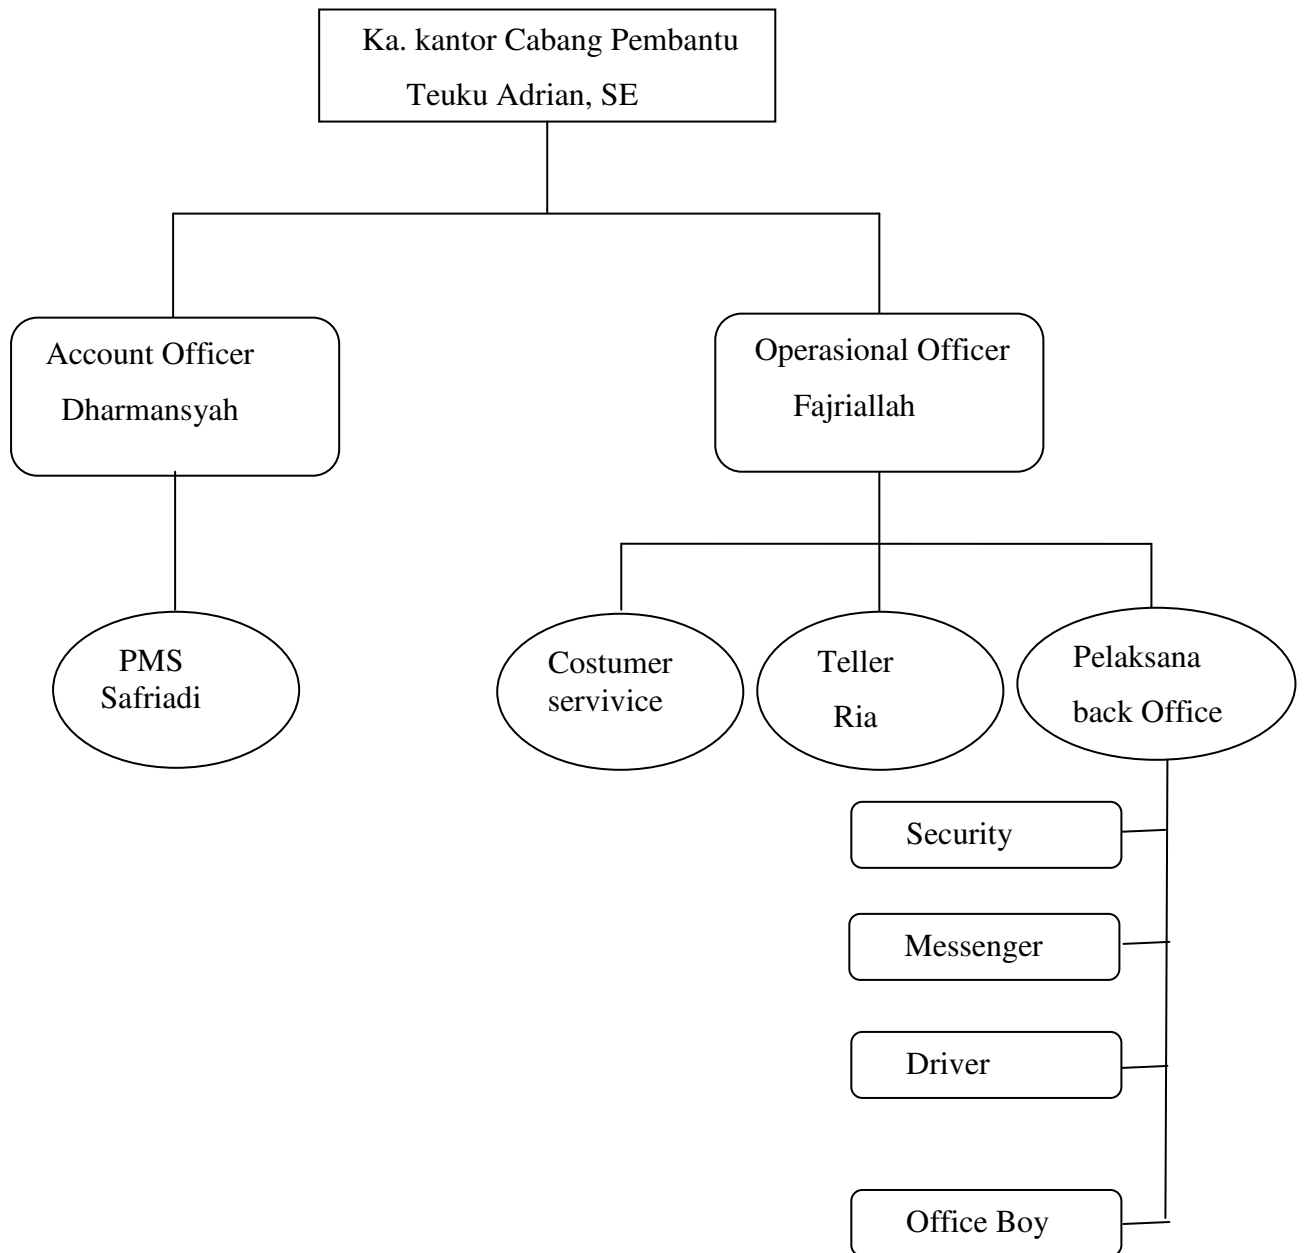 Ka. kantor Cabang Pembantu
Teuku Adrian, SE
Account Officer
Dharmansyah
Operasional Officer
Fajriallah
PMS
Safriadi
Costumer
servivice
Teller
Ria
Pelaksana
back Office
Security
Messenger
Driver
Office Boy